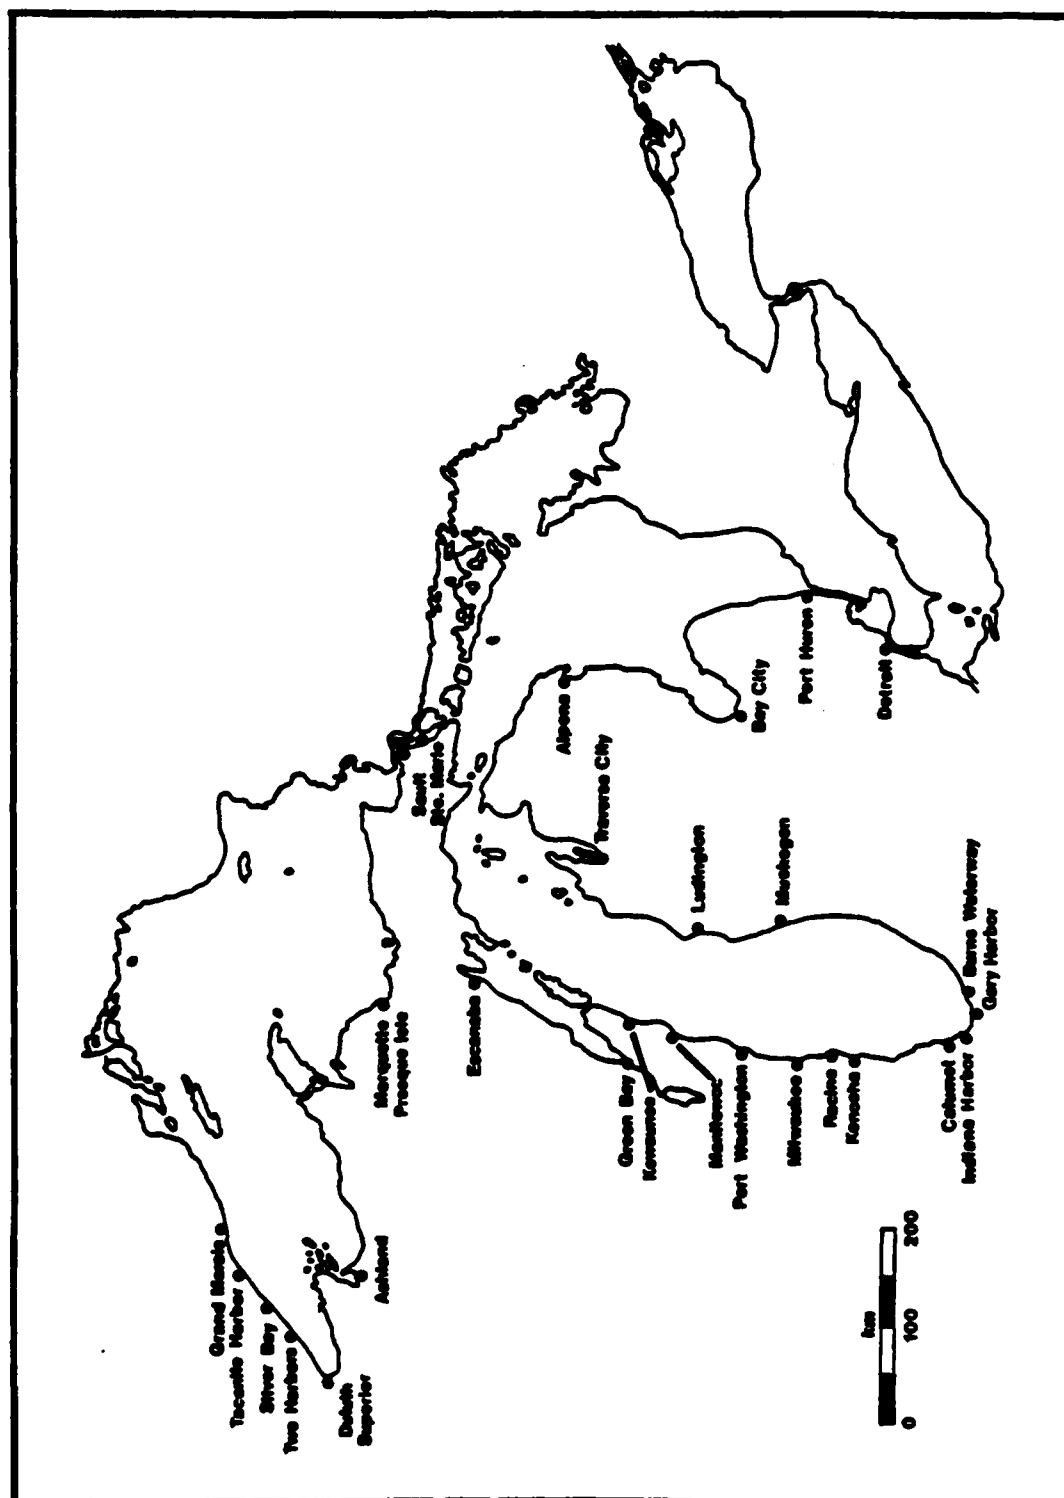 Grand Marais
Taconite Harbor
Silver Bay
Two Harbors
Duluth
Superior
Ashland
Marquette
Presque Isle
Sault
Ste. Marie
Escanaba
Green Bay
Kewaunee
Manitowoc
Port Washington
Milwaukee
Racine
Kenosha
Calumet
Indiana Harbor
Gary Harbor
Burns Waterway
Muskegon
Ludington
Traverse City
Alpena
Bay City
Port Huron
Detroit
km
0 100 200